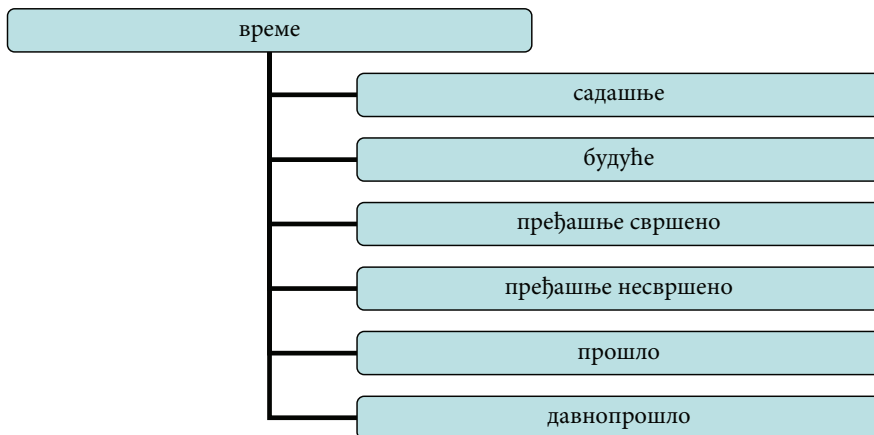 време
садашње
будуће
пређашње свршено
пређашње несвршено
прошло
давнопрошло